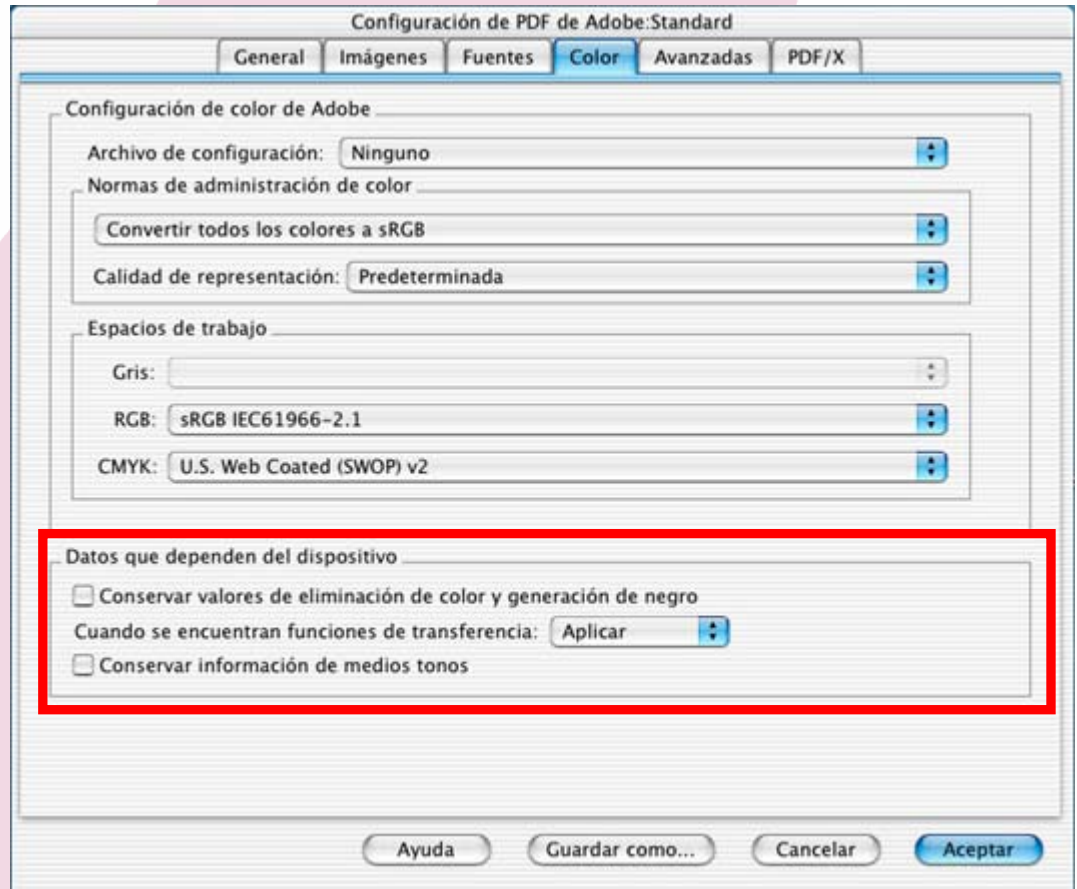 Configuración de PDF de Adobe:Standard
General Imágenes Fuentes Color Avanzadas PDF/X
Configuración de color de Adobe
Archivo de configuración: Ninguno
Normas de administración de color
Convertir todos los colores a sRGB
Calidad de representación: Predeterminada
Espacios de trabajo
Gris:
RGB: sRGB IEC61966-2.1
CMYK: U.S. Web Coated (SWOP) v2
Datos que dependen del dispositivo
Conservar valores de eliminación de color y generación de negro
Cuando se encuentran funciones de transferencia: Aplicar
Conservar información de medios tonos
Ayuda Guardar como... Cancelar Aceptar